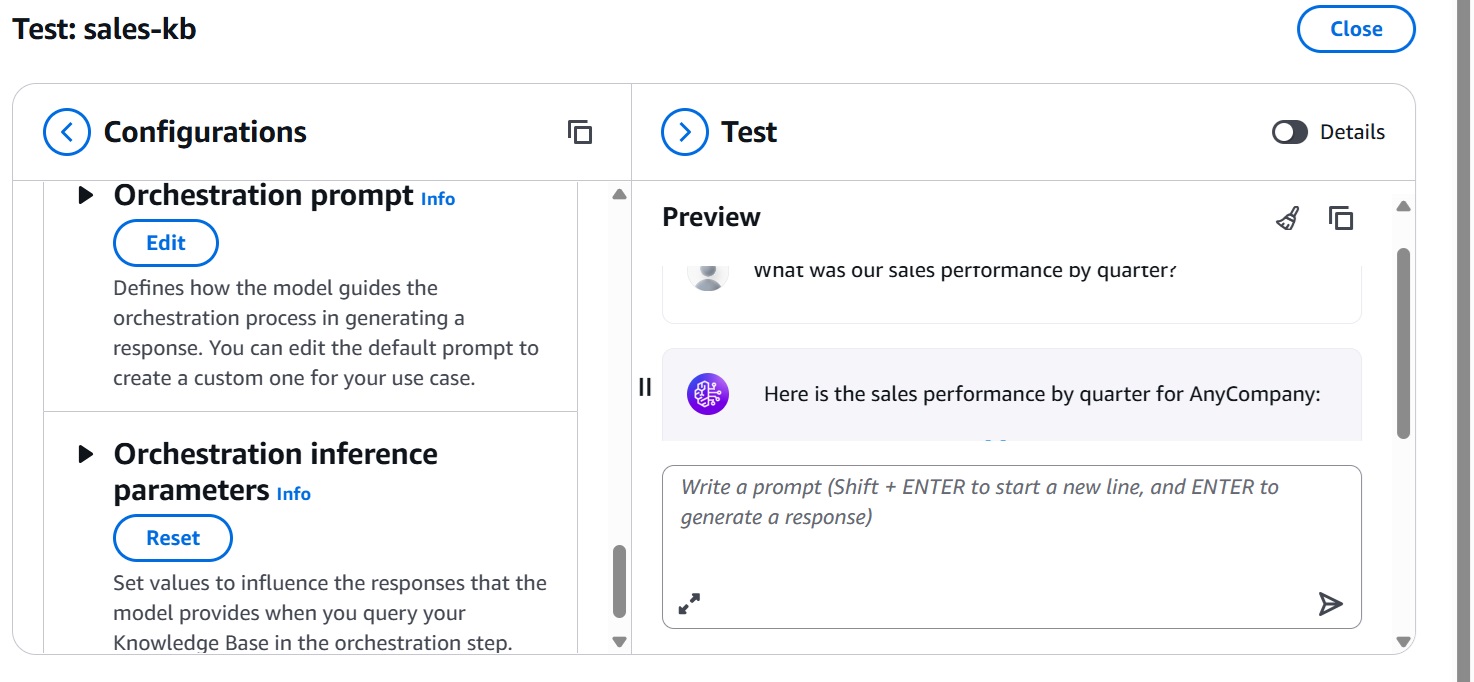 Test: sales-kb
Close
Configurations
Orchestration prompt Info
Edit
Defines how the model guides the
orchestration process in generating a
response. You can edit the default prompt to
create a custom one for your use case.
Orchestration inference
parameters Info
Reset
Set values to influence the responses that the
model provides when you query your
Knowledge Base in the orchestration step.
Test
Details
Preview
What was our sales performance by quarter?
Here is the sales performance by quarter for AnyCompany:
Write a prompt (Shift + ENTER to start a new line, and ENTER to
generate a response)